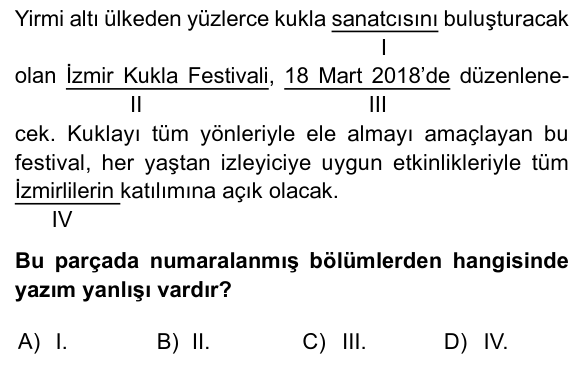 Yirmi altı ülkeden yüzlerce kukla sanatcısını buluşturacak
I
olan İzmir Kukla Festivali, 18 Mart 2018’de düzenlene-
II III
cek. Kuklayı tüm yönleriyle ele almayı amaçlayan bu
festival, her yaştan izleyiciye uygun etkinlikleriyle tüm
İzmirlilerin katılımına açık olacak.
IV
Bu parçada numaralanmış bölümlerden hangisinde
yazım yanlışı vardır?
A) I. B) II. C) III. D) IV.